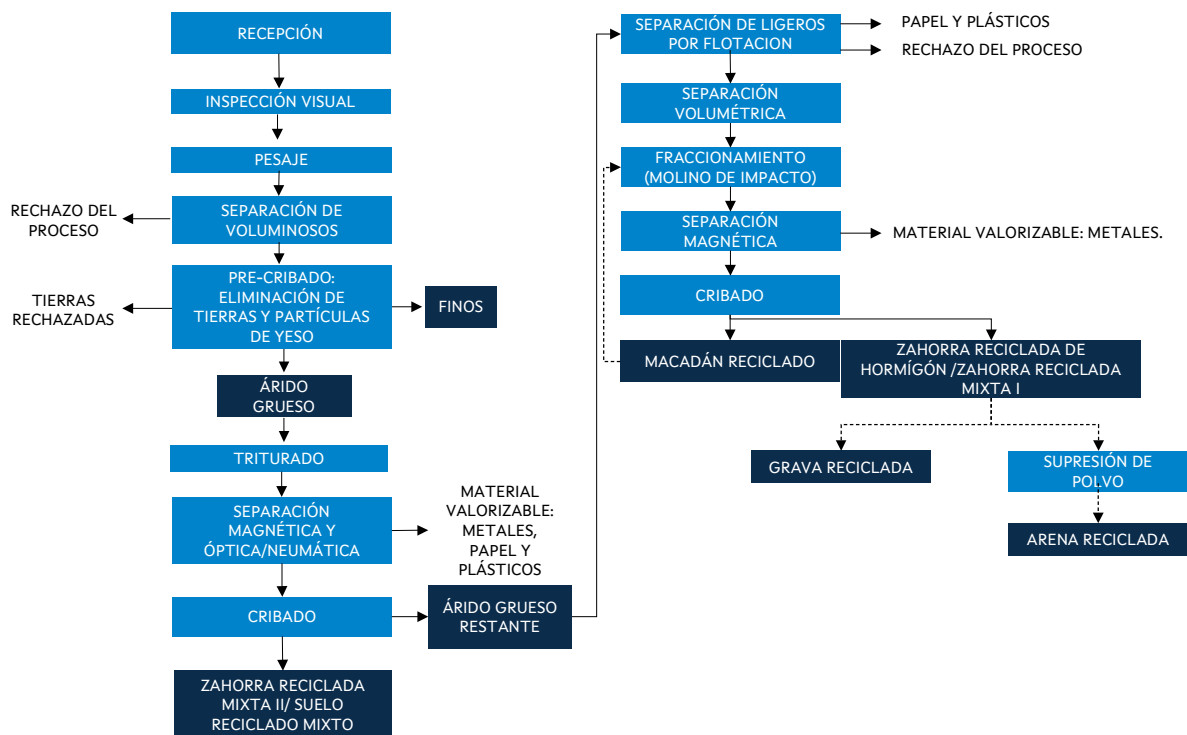 RECEPCIÓN
INSPECCIÓN VISUAL
PESAJE
RECHAZO DEL
PROCESO
SEPARACIÓN DE
VOLUMINOSOS
TIERRAS
RECHAZADAS
PRE-CRIBADO:
ELIMINACIÓN DE
TIERRAS Y PARTÍCULAS
DE YESO
FINOS
ÁRIDO
GRUESO
TRITURADO
SEPARACIÓN
MAGNÉTICA Y
ÓPTICA/NEUMÁTICA
MATERIAL
VALORIZABLE:
METALES,
PAPEL Y
PLÁSTICOS
CRIBADO
ÁRIDO GRUESO
RESTANTE
ZAHORRA RECICLADA
MIXTA II/ SUELO
RECICLADO MIXTO
SEPARACIÓN DE LIGEROS
POR FLOTACION
PAPEL Y PLÁSTICOS
RECHAZO DEL PROCESO
SEPARACIÓN
VOLUMÉTRICA
FRACCIONAMIENTO
(MOLINO DE IMPACTO)
SEPARACIÓN
MAGNÉTICA
MATERIAL VALORIZABLE: METALES.
CRIBADO
MACADÁN RECICLADO
ZAHORRA RECICLADA DE
HORMÍGÓN /ZAHORRA RECICLADA
MIXTA I
GRAVA RECICLADA
SUPRESIÓN DE
POLVO
ARENA RECICLADA